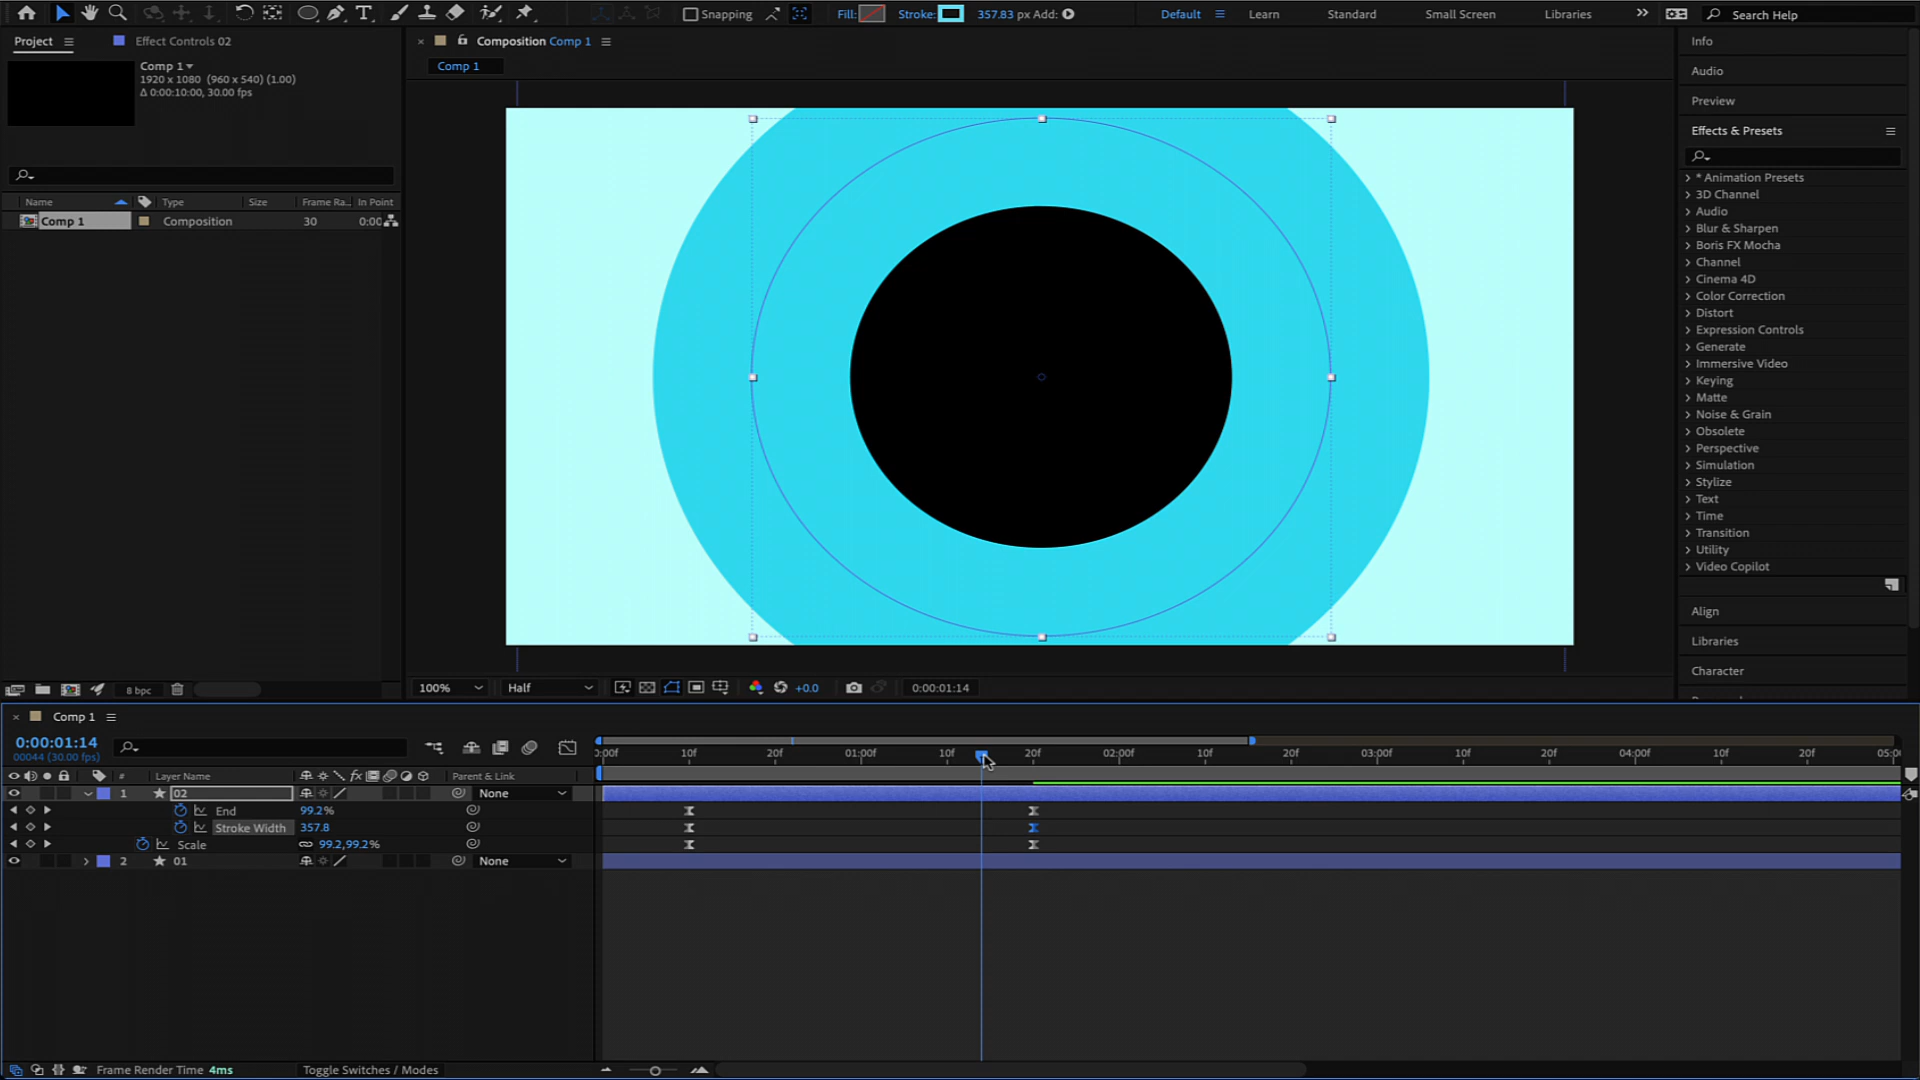 Snapping
Fill:
Stroke:
357.83 px Add:
Default
Learn
Standard
Small Screen
Libraries
Search Help
Project
Effect Controls 02
Composition Comp 1
Info
Comp 1
1920 x 1080 (960 x 540) (1.00)
Δ 0:00:10:00, 30.00 fps
Comp 1
Audio
Preview
Effects & Presets
* Animation Presets
3D Channel
Audio
Blur & Sharpen
Boris FX Mocha
Channel
Cinema 4D
Color Correction
Distort
Expression Controls
Generate
Immersive Video
Keying
Matte
Noise & Grain
Obsolete
Perspective
Simulation
Stylize
Text
Time
Transition
Utility
Video Copilot
Align
Libraries
Character
Name Type Size Frame Ra... In Point
Comp 1 Composition 30 0:00
8 bpc
100% Half +0.0 0:00:01:14
Comp 1
0:00:01:14
00044 (30.00 fps)
):00f 10f 20f 01:00f 10f 20f 02:00f 10f 20f 03:00f 10f 20f 04:00f 10f 20f 05:00
# Layer Name Parent & Link
1 02 None
End 99.2%
Stroke Width 357.8
Scale 99.2,99.2%
2 01 None
Frame Render Time 4ms
Toggle Switches / Modes